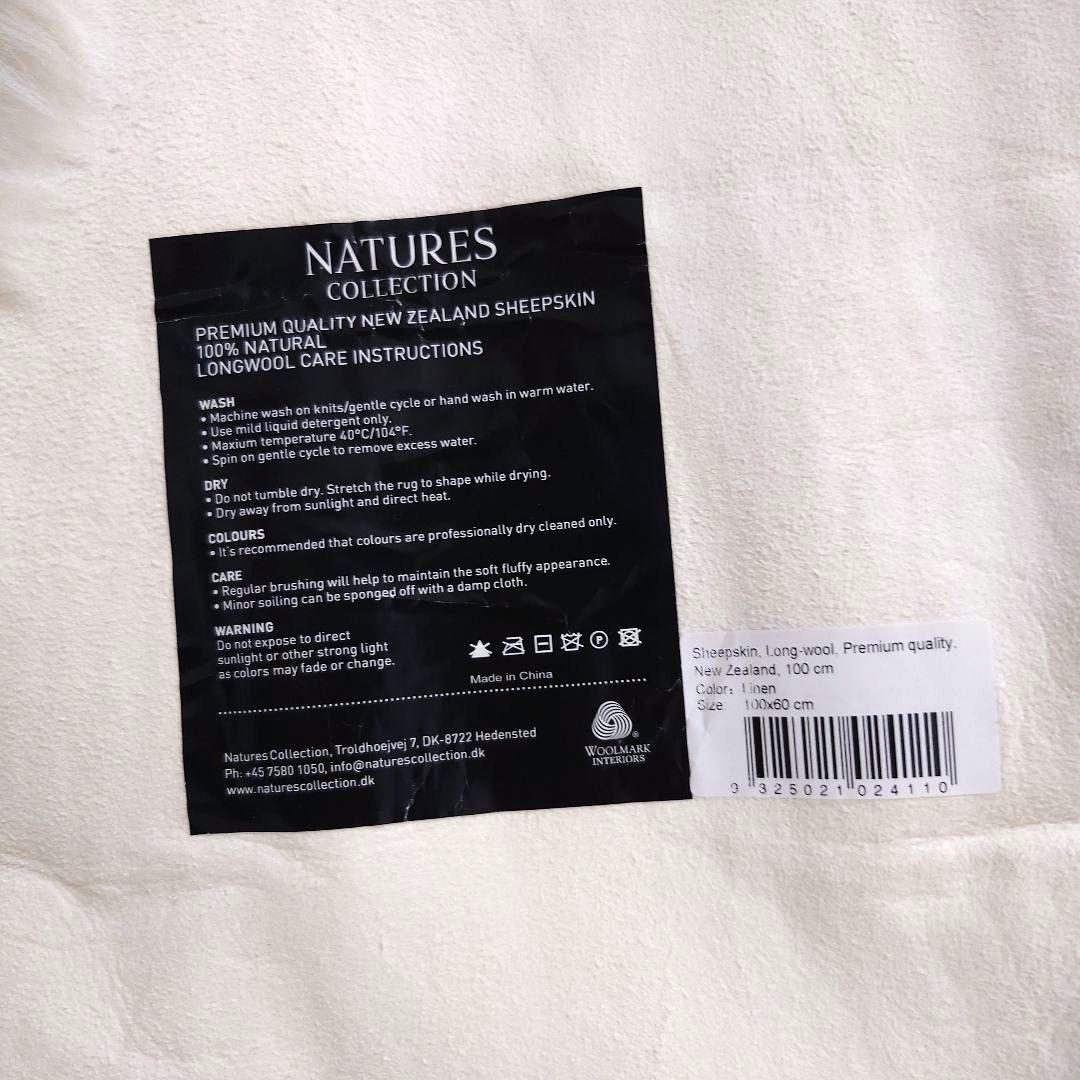 NATURES
COLLECTION
PREMIUM QUALITY NEW ZEALAND SHEEPSKIN
100% NATURAL
LONGWOOL CARE INSTRUCTIONS
WASH
• Machine wash on knits/gentle cycle or hand wash in warm water.
• Use mild liquid detergent only.
• Maxium temperature 40°C/104°F.
• Spin on gentle cycle to remove excess water.
DRY
• Do not tumble dry. Stretch the rug to shape while drying.
• Dry away from sunlight and direct heat.
COLOURS
• It's recommended that colours are professionally dry cleaned only.
CARE
• Regular brushing will help to maintain the soft fluffy appearance.
• Minor soiling can be sponged off with a damp cloth.
WARNING
Do not expose to direct
sunlight or other strong light
as colors may fade or change.
P
Made in China
Natures Collection, Troldhoejvej 7, DK-8722 Hedensted
Ph: +45 7580 1050, info@naturescollection.dk
www.naturescollection.dk
WOOLMARK
INTERIORS
®
Sheepskin, Long-wool, Premium quality.
New Zealand, 100 cm
Color: Linen
Size: 100x60 cm
9 325021 024110